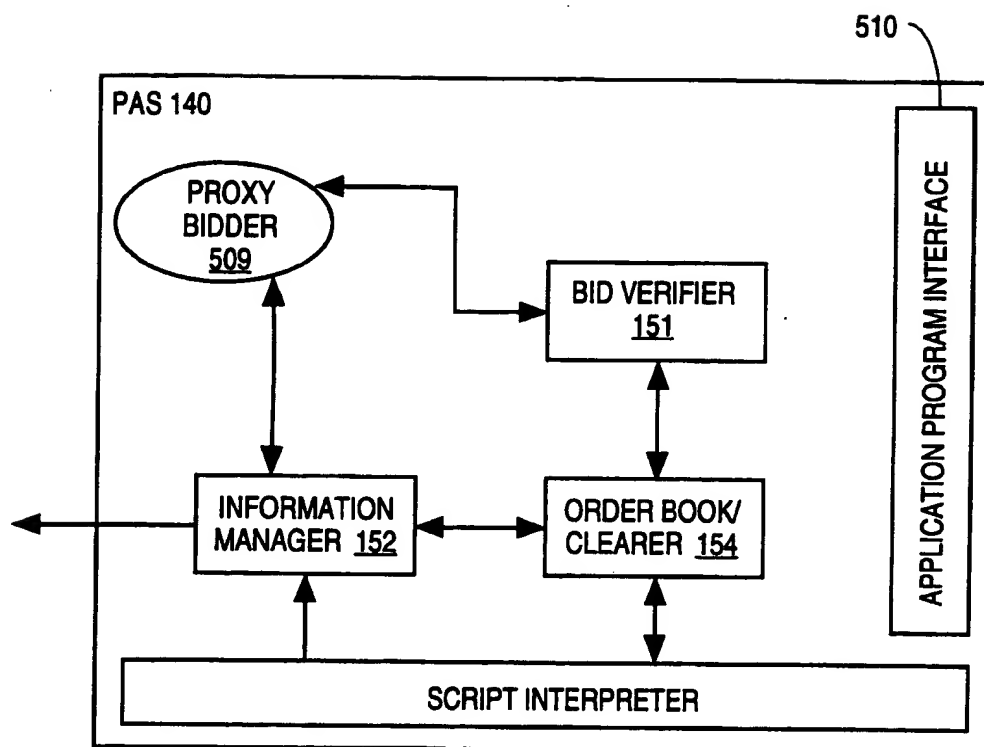 510
PAS 140
PROXY
BIDDER
509
BID VERIFIER
151
APPLICATION PROGRAM INTERFACE
INFORMATION
MANAGER 152
ORDER BOOK/
CLEARER 154
SCRIPT INTERPRETER